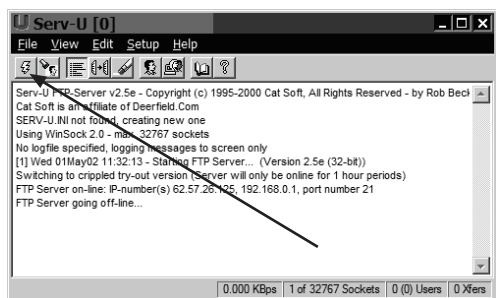 Serv-U [0]
File View Edit Setup Help
Serv-U FTP-Server v2.5e - Copyright (c) 1995-2000 Cat Soft, All Rights Reserved - by Rob Beck
Cat Soft is an affiliate of Deerfield.Com
SERV-U.INI not found, creating new one
Using WinSock 2.0 - max. 32767 sockets
No logfile specified, logging messages to screen only
[1] Wed 01May02 11:32:13 - Starting FTP Server... (Version 2.5e (32-bit))
Switching to crippled try-out version (Server will only be online for 1 hour periods)
FTP Server on-line: IP-number(s) 62.57.26.125, 192.168.0.1, port number 21
FTP Server going off-line...
0.000 KBps 1 of 32767 Sockets 0 (0) Users 0 Xfers